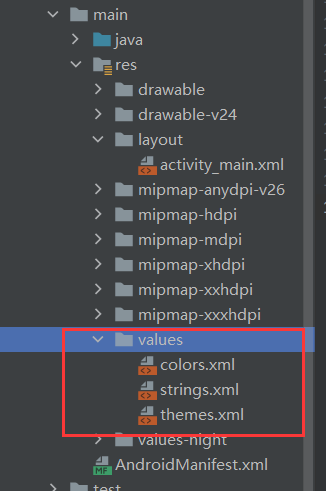 main
java
res
drawable
drawable-v24
layout
activity_main.xml
mipmap-anydpi-v26
mipmap-hdpi
mipmap-mdpi
mipmap-xhdpi
mipmap-xxhdpi
mipmap-xxxhdpi
values
colors.xml
strings.xml
themes.xml
values-night
AndroidManifest.xml
test